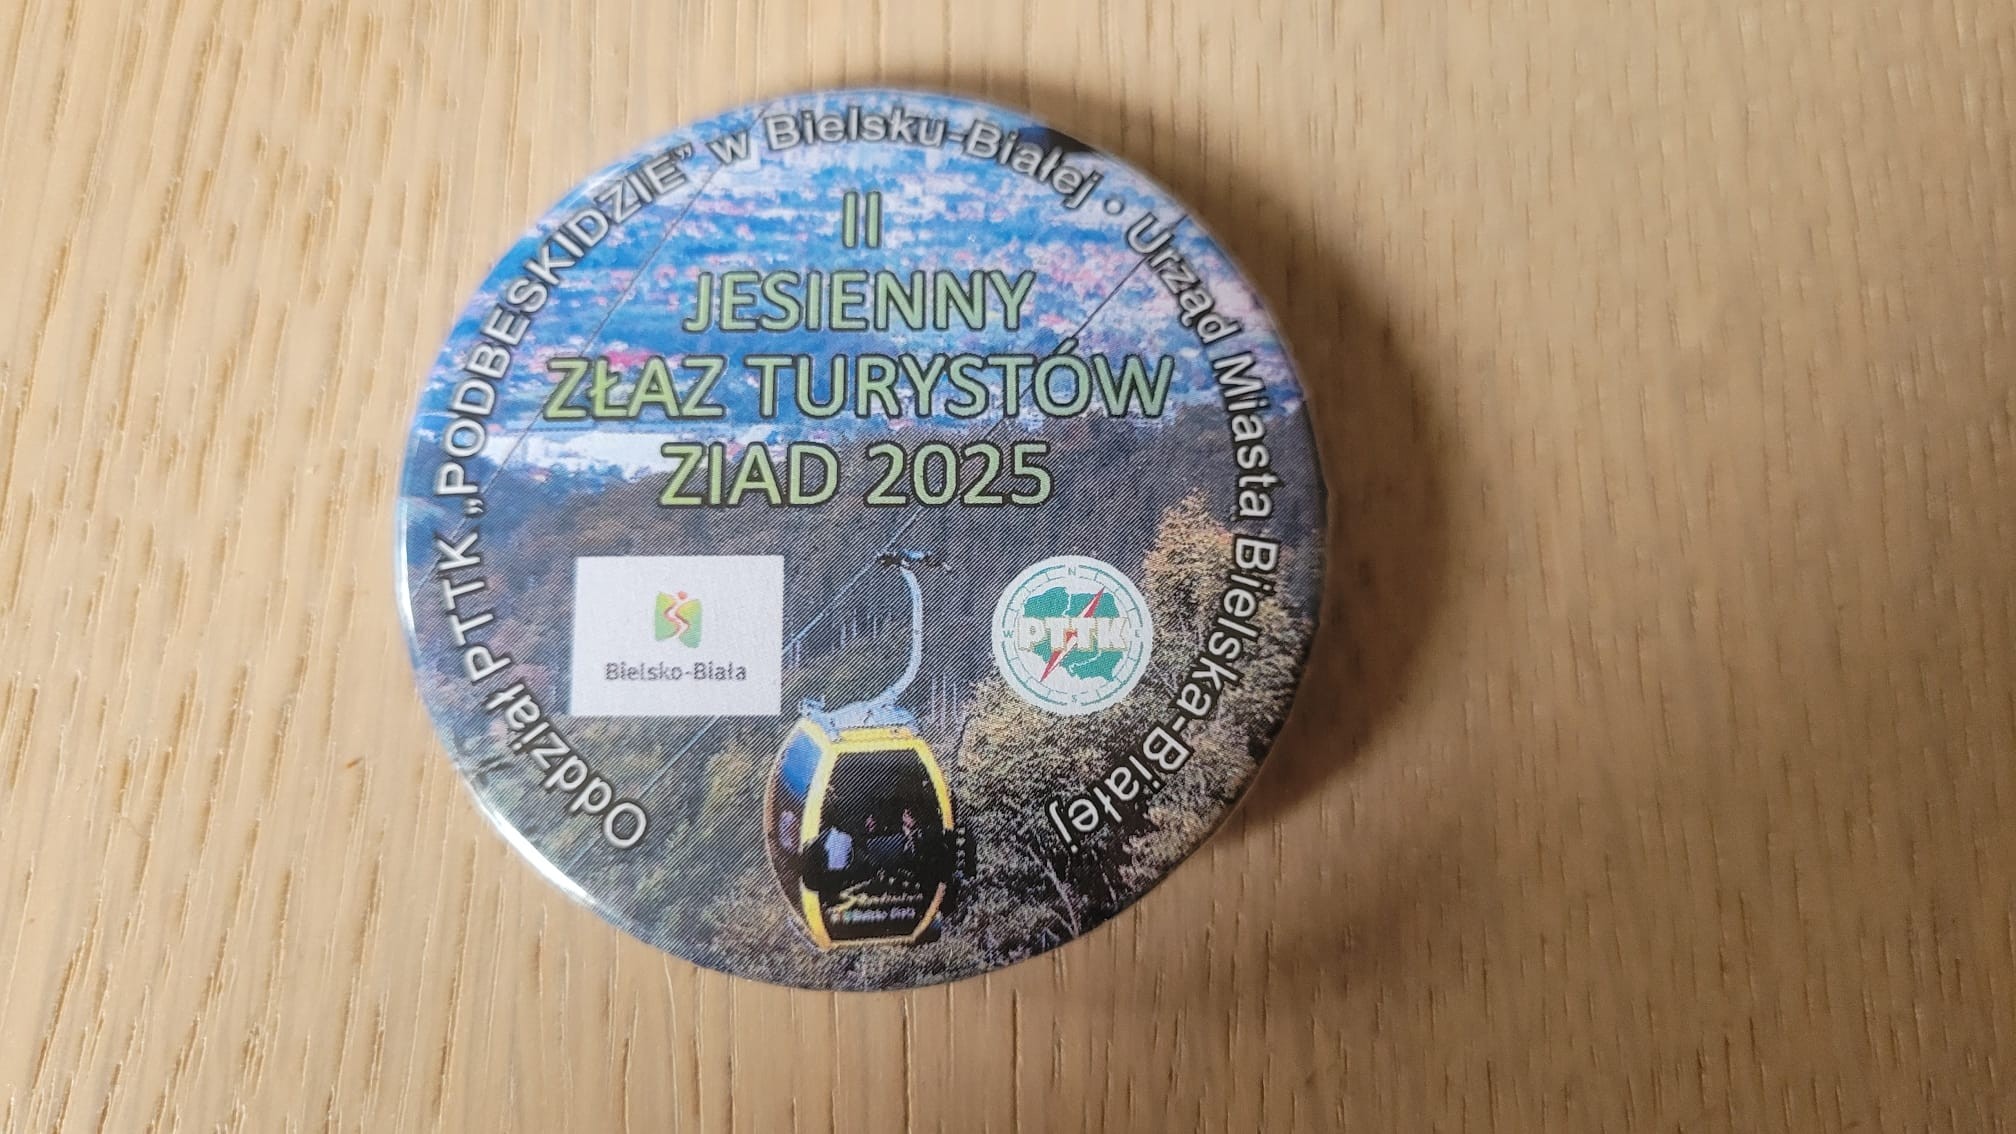 Oddział PTTK „PODBESKIDZIE” w Bielsku-Białej • Urząd Miasta Bielska-Białej
II
JESIENNY
ZŁAZ TURYSTÓW
ZIAD 2025
Bielsko-Biała
N
W PTTK E
S